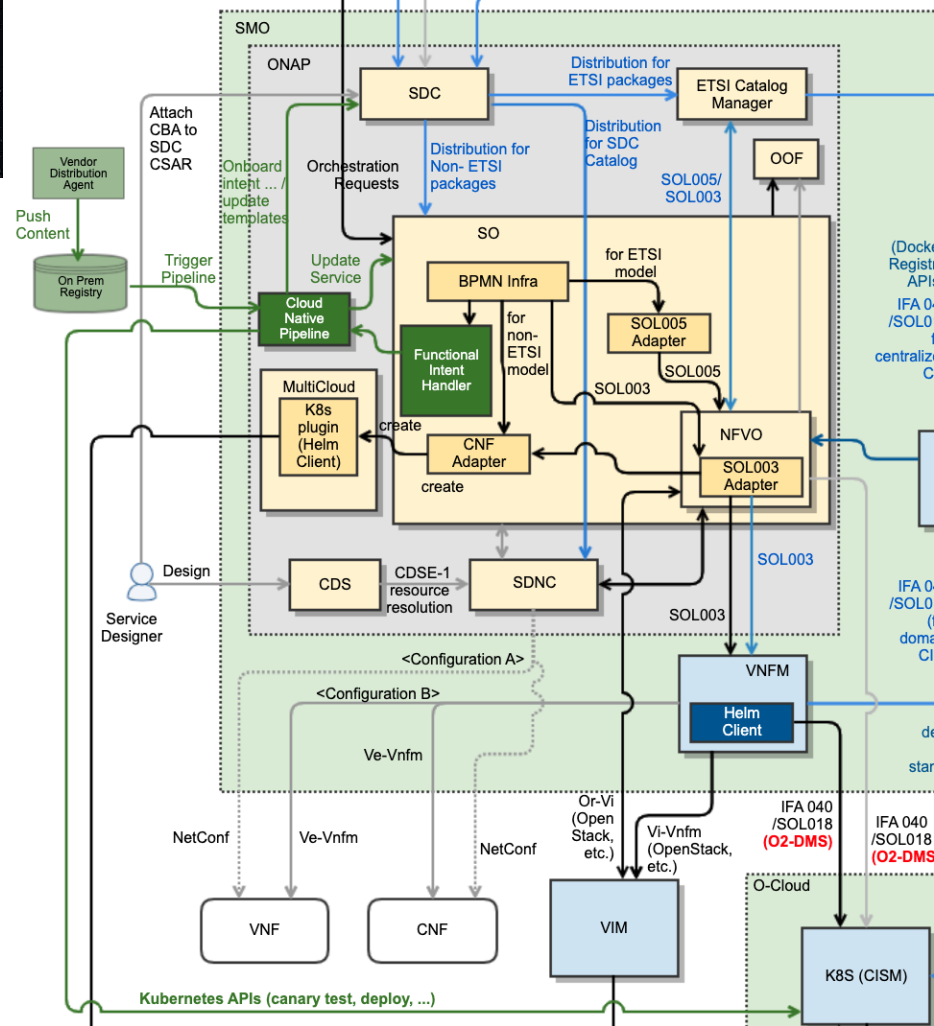 SMO
ONAP
SDC
Distribution for
ETSI packages
ETSI Catalog
Manager
Attach
CBA to
SDC
CSAR
Distribution
for SDC
Catalog
Vendor
Distribution
Agent
Onboard
intent ... /
update
templates
Orchestration
Requests
Distribution for
Non- ETSI
packages
OOF
SOL005/
SOL003
Push
Content
SO
Trigger
Pipeline
Update
Service
for ETSI
model
On Prem
Registry
BPMN Infra
Cloud
Native
Pipeline
for
non-
ETSI
model
SOL005
Adapter
Functional
Intent
Handler
SOL005
MultiCloud
SOL003
K8s
plugin
(Helm
Client)
create
CNF
Adapter
create
NFVO
SOL003
Adapter
SOL003
Design
CDS
CDSE-1
resource
resolution
SDNC
Service
Designer
SOL003
<Configuration A>
VNFM
<Configuration B>
Helm
Client
Ve-Vnfm
Or-Vi
(Open
Stack,
etc.)
Vi-Vnfm
(OpenStack,
etc.)
IFA 040
/SOL018
(O2-DMS)
IFA 040
/SOL018
(O2-DMS
NetConf
Ve-Vnfm
NetConf
O-Cloud
VNF
CNF
VIM
K8S (CISM)
Kubernetes APIs (canary test, deploy, ...)